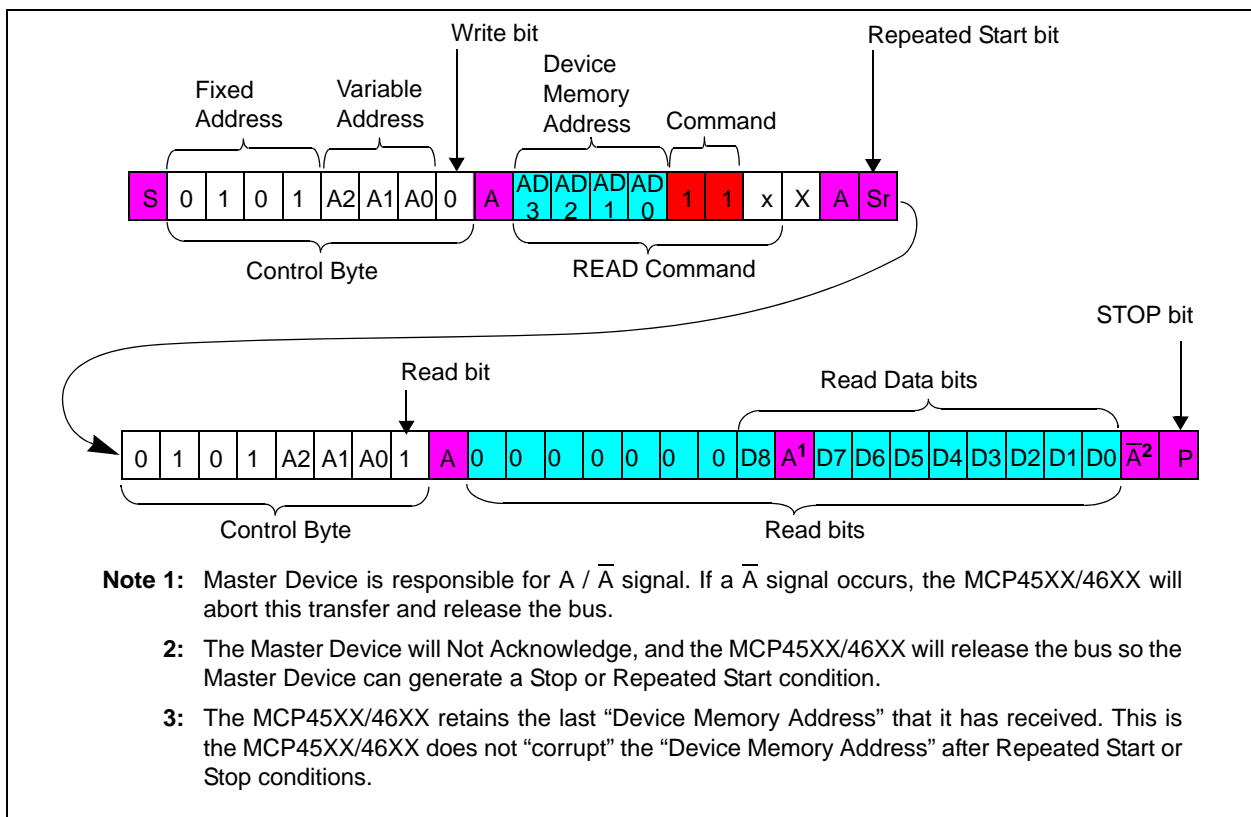 Write bit
Repeated Start bit
Fixed
Address
Variable
Address
Device
Memory
Address
Command
S 0 1 0 1 A2 A1 A0 0 A AD3 AD2 AD1 AD0 1 1 x X A Sr
Control Byte
READ Command
STOP bit
Read bit
Read Data bits
0 1 0 1 A2 A1 A0 1 A 0 0 0 0 0 0 0 D8 A¹ D7 D6 D5 D4 D3 D2 D1 D0 A̅² P
Control Byte
Read bits
Note 1: Master Device is responsible for A / A̅ signal. If a A̅ signal occurs, the MCP45XX/46XX will
abort this transfer and release the bus.
2: The Master Device will Not Acknowledge, and the MCP45XX/46XX will release the bus so the
Master Device can generate a Stop or Repeated Start condition.
3: The MCP45XX/46XX retains the last “Device Memory Address” that it has received. This is
the MCP45XX/46XX does not “corrupt” the “Device Memory Address” after Repeated Start or
Stop conditions.